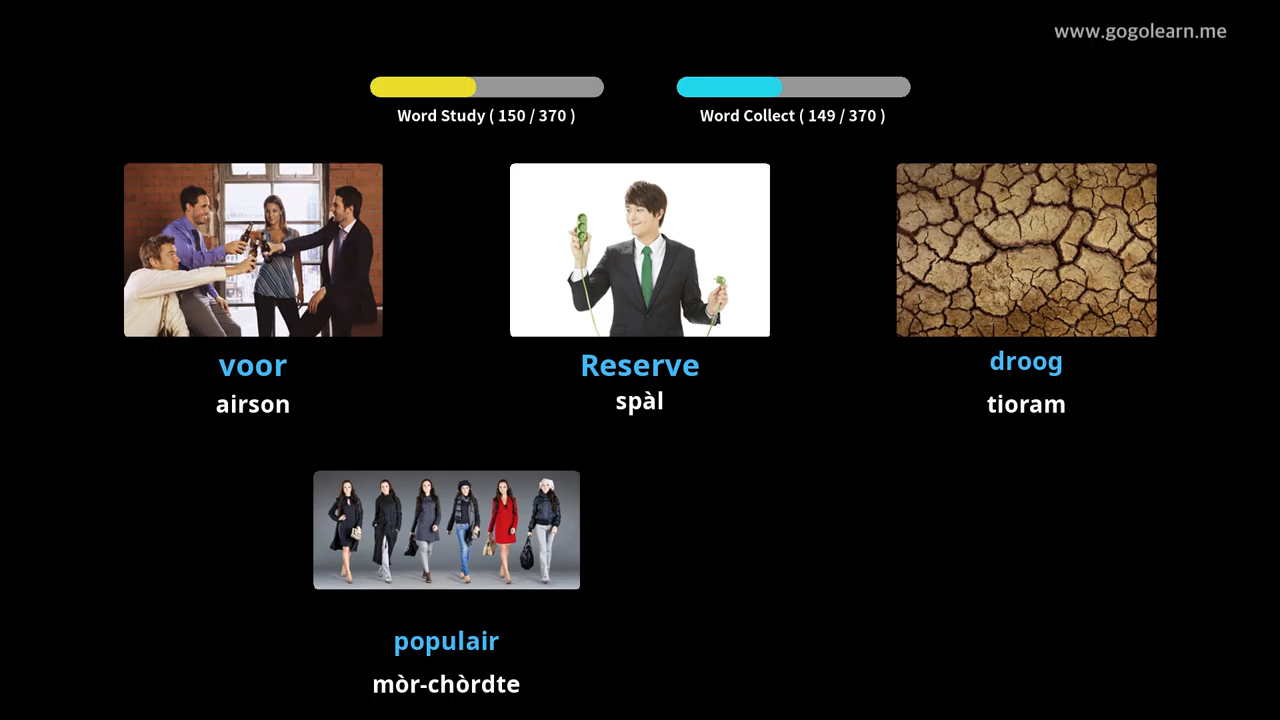 www.gogolearn.me
Word Study ( 150 / 370 )
Word Collect ( 149 / 370 )
voor
airson
Reserve
spàl
droog
tioram
populair
mòr-chòrdte